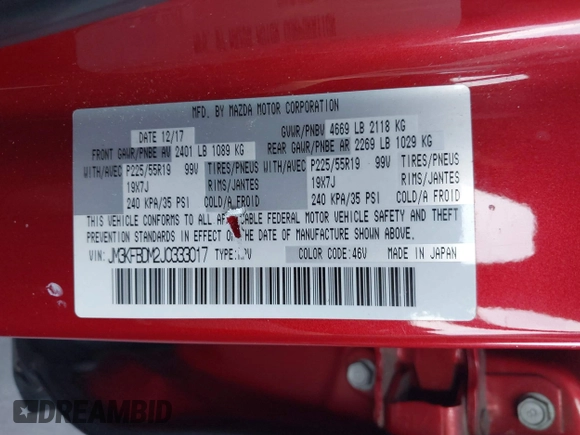 MFD. BY MAZDA MOTOR CORPORATION
DATE 12/17 GVWR/PNBV 4669 LB 2118 KG
FRONT GAWR/PNBE AV 2401 LB 1089 KG REAR GAWR/PNBE AR 2269 LB 1029 KG
WITH/AVEC P225/55R19 99V TIRES/PNEUS WITH/AVEC P225/55R19 99V TIRES/PNEUS
19X7J RIMS/JANTES 19X7J RIMS/JANTES
240 KPA/35 PSI COLD/A FROID 240 KPA/35 PSI COLD/A FROID
THIS VEHICLE CONFORMS TO ALL FEDERAL MOTOR VEHICLE SAFETY AND THEFT
PREVENTION STANDARDS IN EFFECT THE DATE OF MANUFACTURE SHOWN ABOVE.
VIN: JM3KFBDM2J0333017 TYPE: COLOR CODE:46V MADE IN JAPAN
DREAMBID